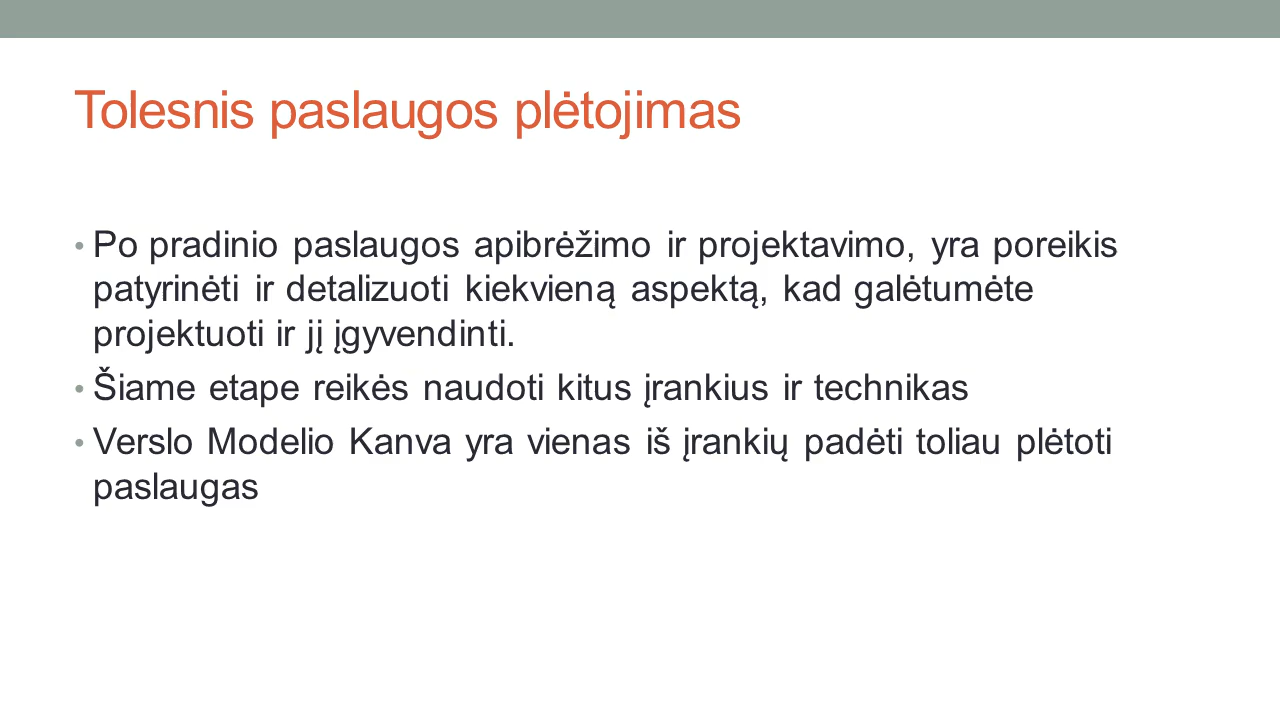 Tolesnis paslaugos plėtojimas
• Po pradinio paslaugos apibrėžimo ir projektavimo, yra poreikis
patyrinėti ir detalizuoti kiekvieną aspektą, kad galėtumėte
projektuoti ir jį įgyvendinti.
• Šiame etape reikės naudoti kitus įrankius ir technikas
• Verslo Modelio Kanva yra vienas iš įrankių padėti toliau plėtoti
paslaugas